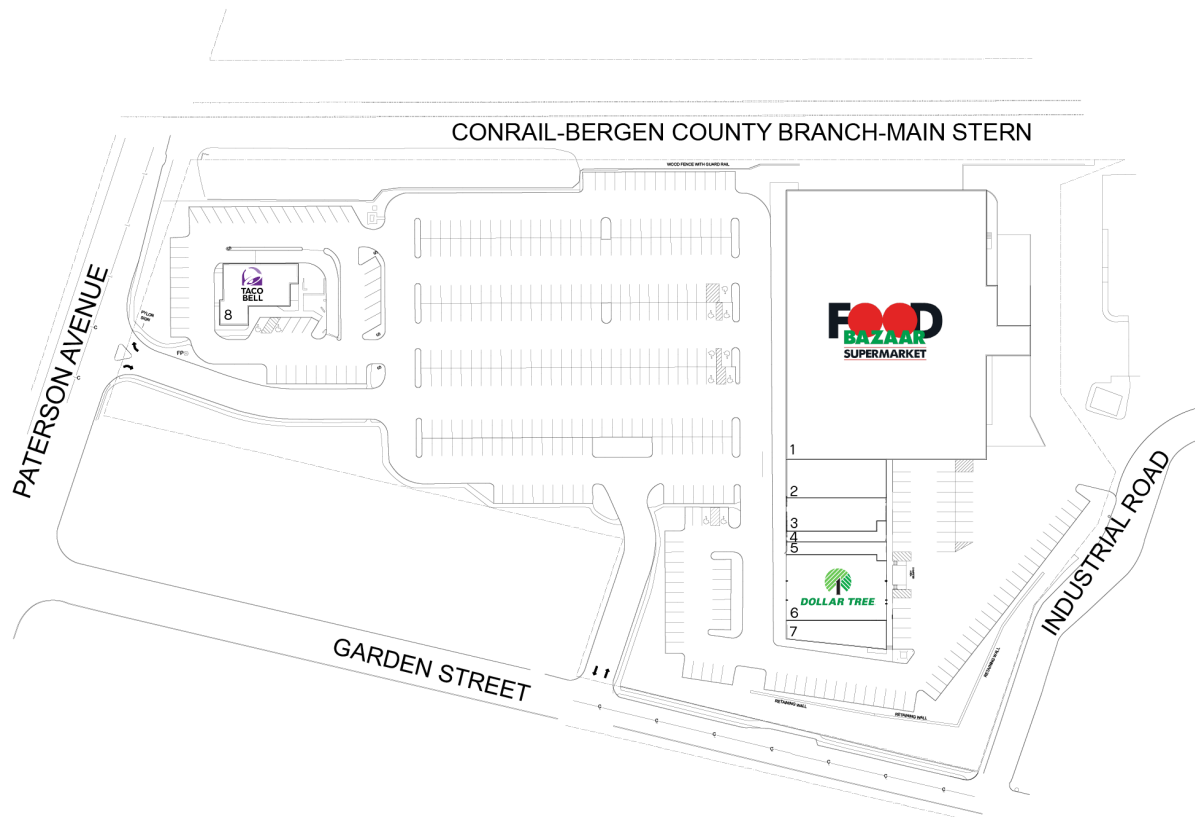 CONRAIL-BERGEN COUNTY BRANCH-MAIN STERN
WOOD FENCE WITH GUARD RAIL
PATERSON AVENUE
TACO
BELL
8
PYLON
SIGN
FP
FOOD
BAZAAR
SUPERMARKET
1
2
3
4
5
DOLLAR TREE
6
7
INDUSTRIAL ROAD
GARDEN STREET
RETAINING WALL
RETAINING WALL
RETAINING WALL